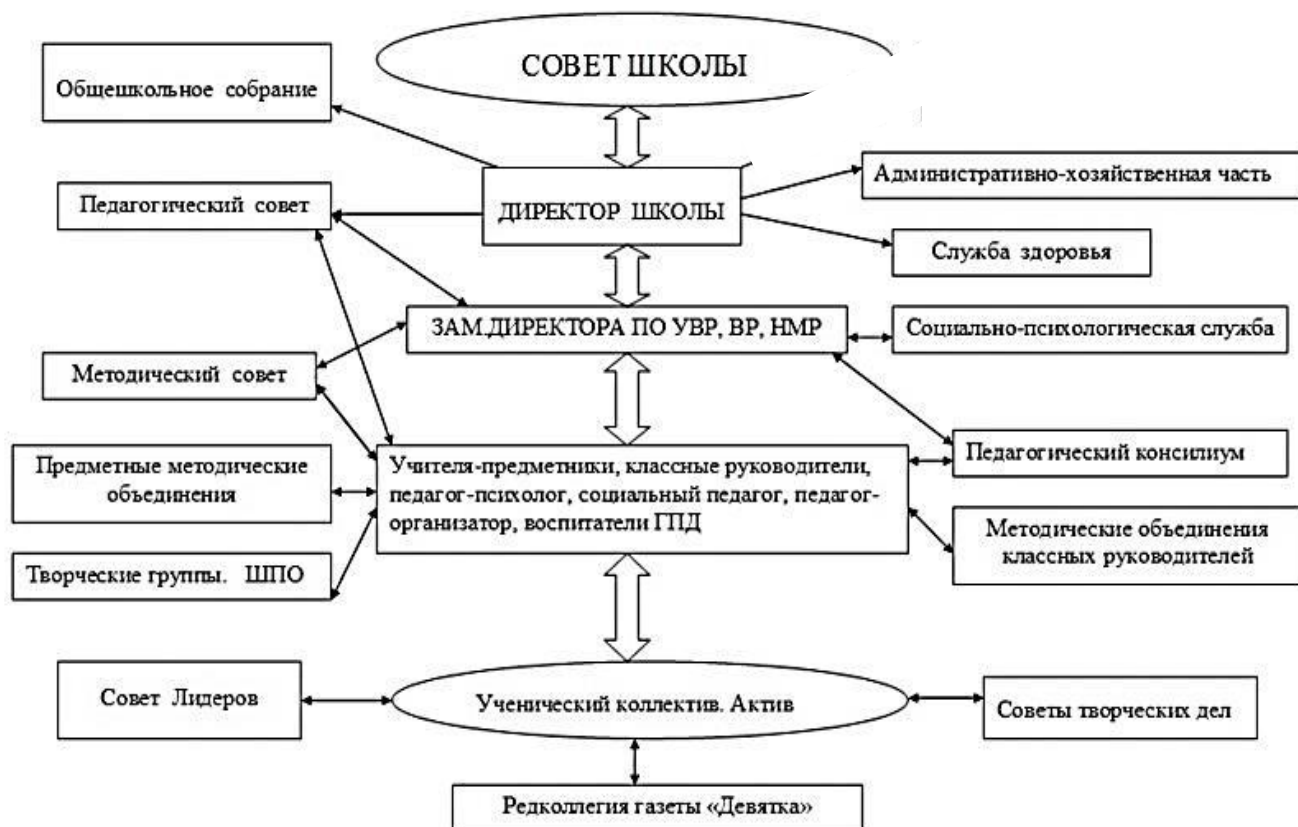 СОВЕТ ШКОЛЫ
Общешкольное собрание
Административно-хозяйственная часть
Педагогический совет
ДИРЕКТОР ШКОЛЫ
Служба здоровья
ЗАМ.ДИРЕКТОРА ПО УВР, ВР, НМР
Социально-психологическая служба
Методический совет
Предметные методические
объединения
Учителя-предметники, классные руководители,
педагог-психолог, социальный педагог, педагог-
организатор, воспитатели ГПД
Педагогический консилиум
Методические объединения
классных руководителей
Творческие группы. ШПО
Совет Лидеров
Ученический коллектив. Актив
Советы творческих дел
Редколлегия газеты «Девятка»